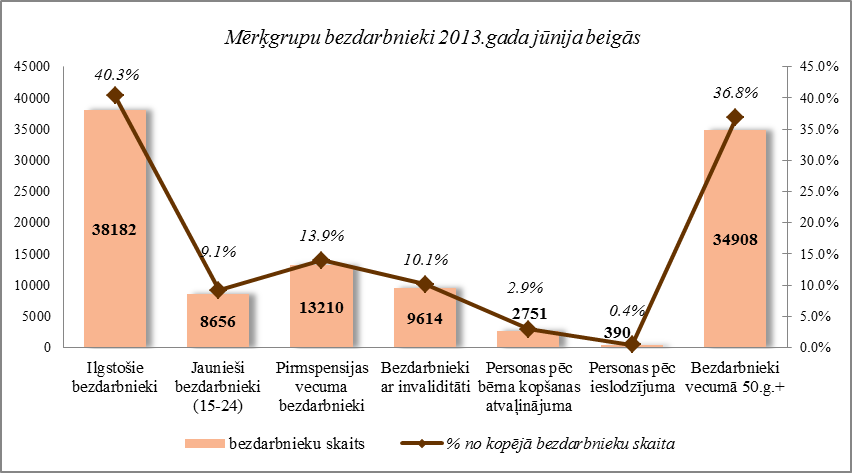 Mērķgrupu bezdarbnieki 2013.gada jūnija beigās
45000
40000
35000
30000
25000
20000
15000
10000
5000
0
45.0%
40.0%
35.0%
30.0%
25.0%
20.0%
15.0%
10.0%
5.0%
0.0%
40.3%
9.1%
13.9%
10.1%
2.9%
0.4%
36.8%
38182
8656
13210
9614
2751
390
34908
Ilgstošie
bezdarbnieki
Jaunieši
bezdarbnieki
(15-24)
Pirmspensijas
vecuma
bezdarbnieki
Bezdarbnieki
ar invaliditāti
Personas pēc
bērna kopšanas
atvaļinājuma
Personas pēc
ieslodzījuma
Bezdarbnieki
vecumā 50.g.+
bezdarbnieku skaits
% no kopējā bezdarbnieku skaita